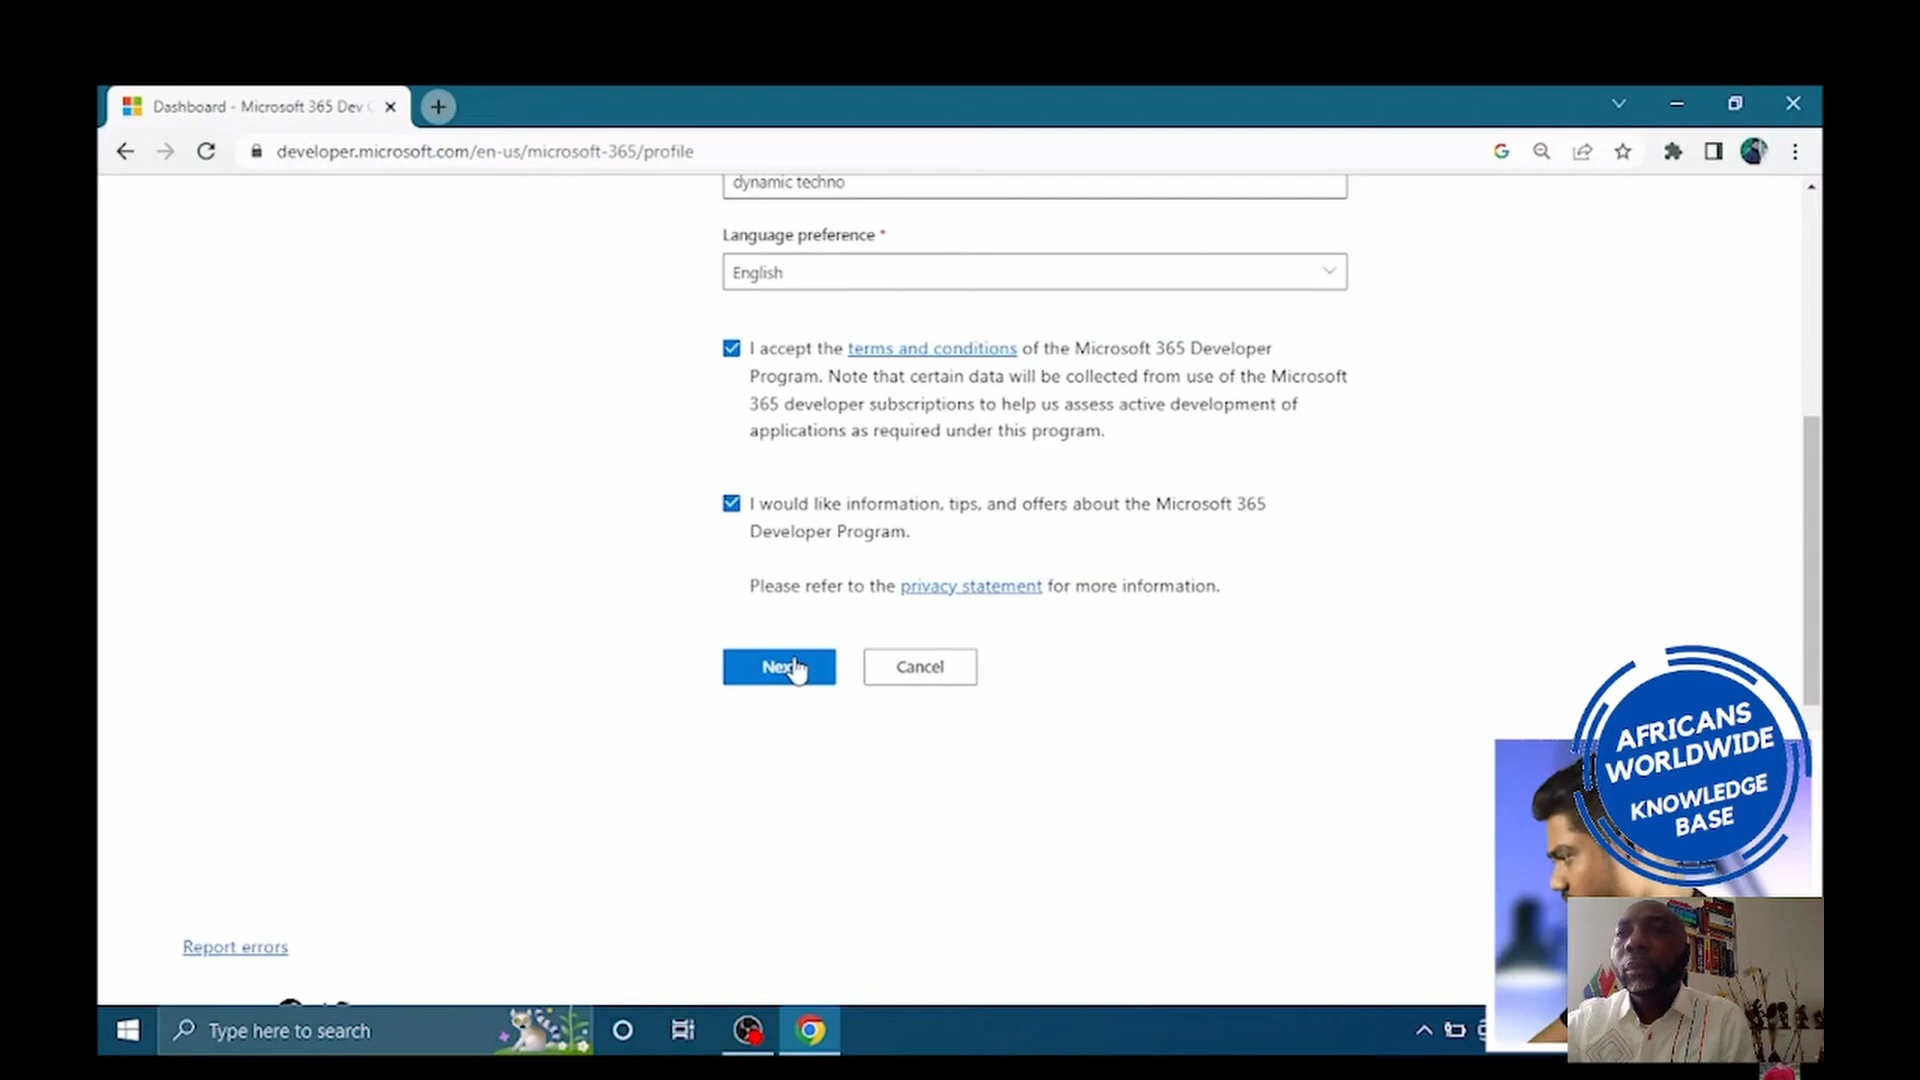 Dashboard - Microsoft 365 Dev
developer.microsoft.com/en-us/microsoft-365/profile
dynamic techno
Language preference *
English
I accept the terms and conditions of the Microsoft 365 Developer
Program. Note that certain data will be collected from use of the Microsoft
365 developer subscriptions to help us assess active development of
applications as required under this program.
I would like information, tips, and offers about the Microsoft 365
Developer Program.
Please refer to the privacy statement for more information.
Next
Cancel
AFRICANS
WORLDWIDE
KNOWLEDGE
BASE
Report errors
Type here to search